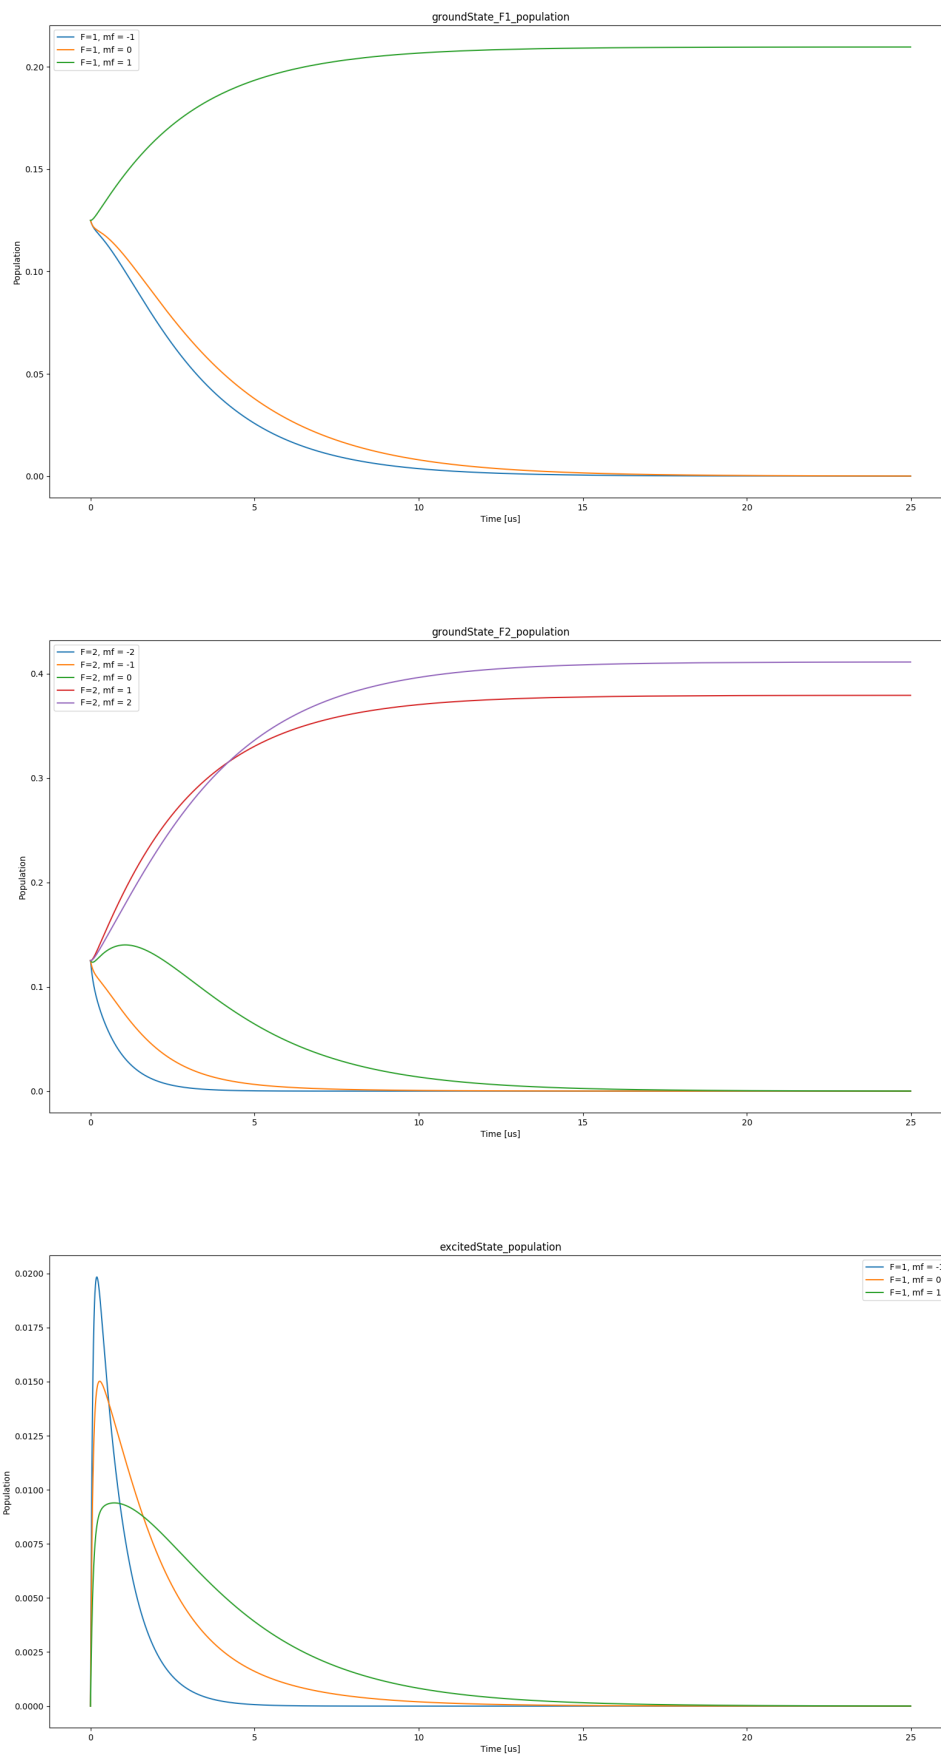 groundState_F1_population
F=1, mf = -1
F=1, mf = 0
F=1, mf = 1
0.20
0.15
0.10
0.05
0.00
Population
0 5 10 15 20 25
Time [us]
groundState_F2_population
F=2, mf = -2
F=2, mf = -1
F=2, mf = 0
F=2, mf = 1
F=2, mf = 2
0.4
0.3
0.2
0.1
0.0
Population
0 5 10 15 20 25
Time [us]
excitedState_population
F=1, mf = -1
F=1, mf = 0
F=1, mf = 1
0.0200
0.0175
0.0150
0.0125
0.0100
0.0075
0.0050
0.0025
0.0000
Population
0 5 10 15 20 25
Time [us]